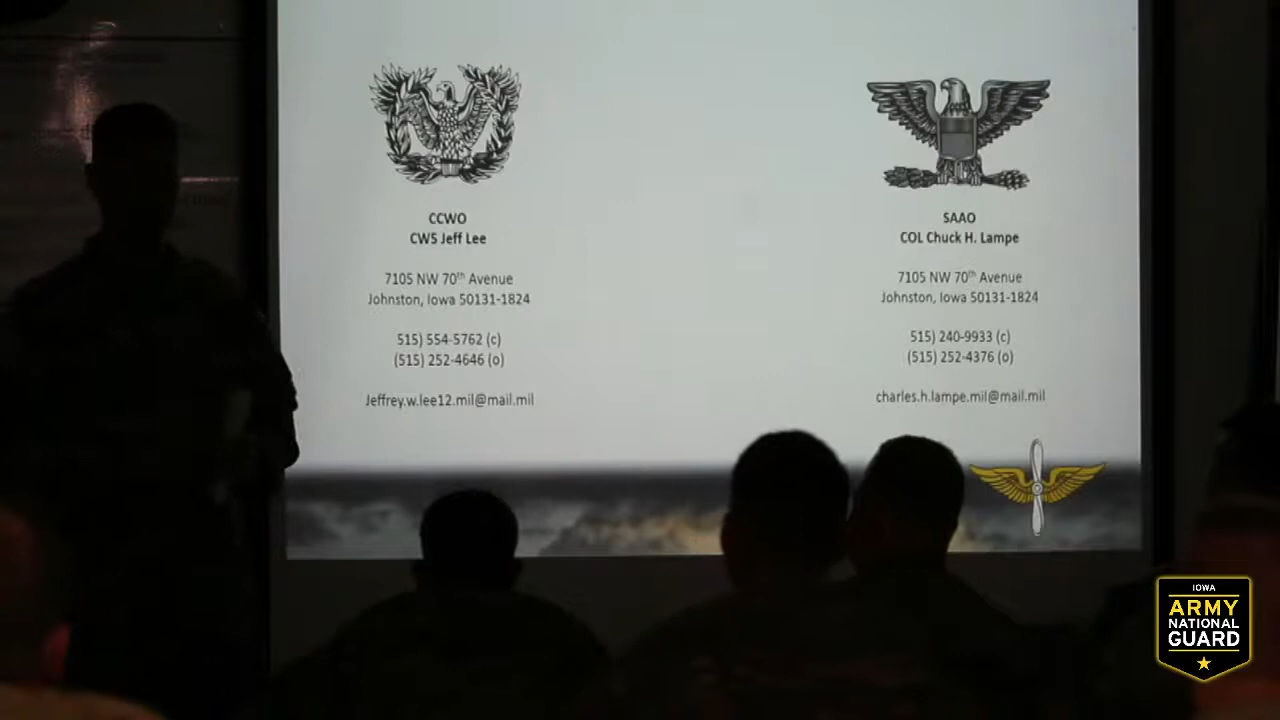 CCWO
CW5 Jeff Lee
7105 NW 70th Avenue
Johnston, Iowa 50131-1824
515) 554-5762 (c)
(515) 252-4646 (o)
Jeffrey.w.lee12.mil@mail.mil
SAAO
COL Chuck H. Lampe
7105 NW 70th Avenue
Johnston, Iowa 50131-1824
515) 240-9933 (c)
(515) 252-4376 (o)
charles.h.lampe.mil@mail.mil
IOWA
ARMY
NATIONAL
GUARD